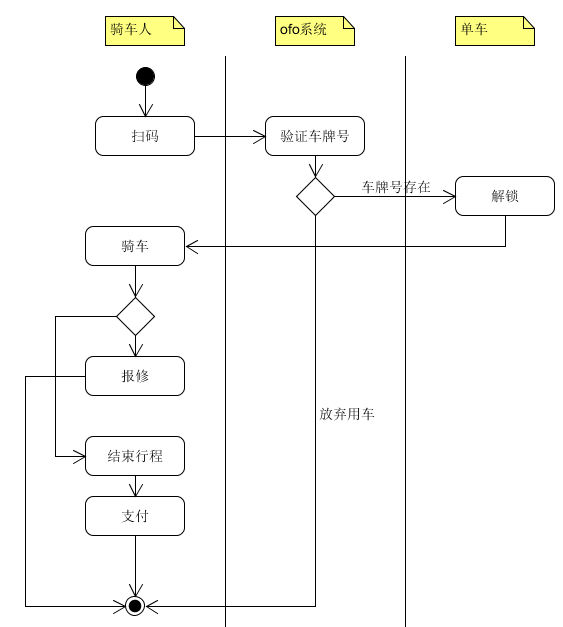 骑车人
ofo系统
单车
扫码
验证车牌号
车牌号存在
解锁
骑车
报修
放弃用车
结束行程
支付